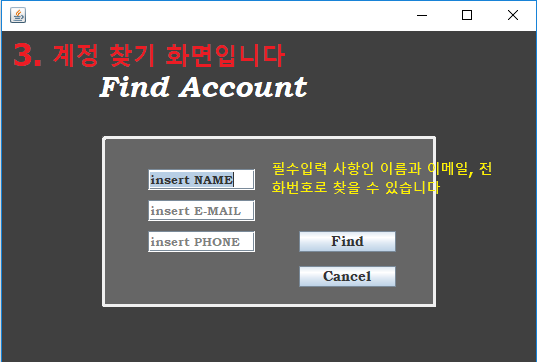 3. 계정 찾기 화면입니다
Find Account
insert NAME
필수입력 사항인 이름과 이메일, 전
화번호로 찾을 수 있습니다
insert E-MAIL
insert PHONE
Find
Cancel